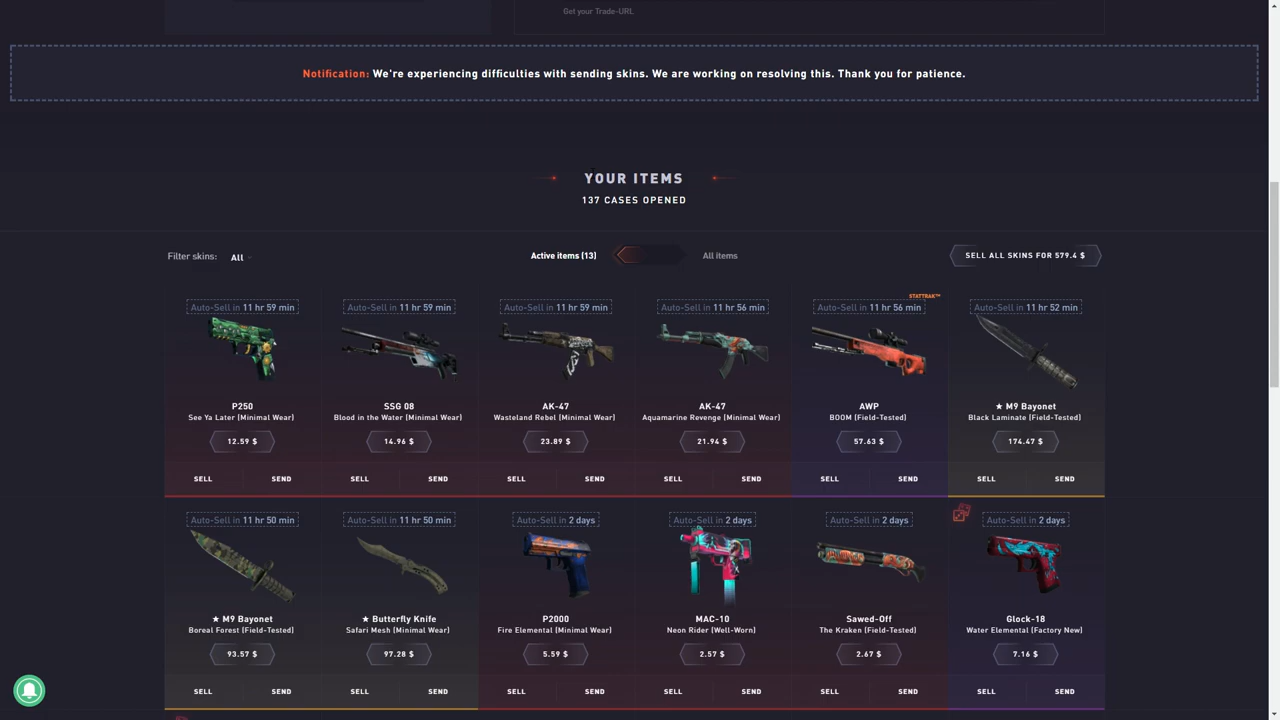 Get your Trade-URL
Notification: We're experiencing difficulties with sending skins. We are working on resolving this. Thank you for patience.
YOUR ITEMS
137 CASES OPENED
Filter skins: All
Active items (13) All items
SELL ALL SKINS FOR 579.4 $
STATTRAK™
Auto-Sell in 11 hr 59 min Auto-Sell in 11 hr 59 min Auto-Sell in 11 hr 59 min Auto-Sell in 11 hr 56 min Auto-Sell in 11 hr 56 min Auto-Sell in 11 hr 52 min
P250 SSG 08 AK-47 AK-47 AWP ★ M9 Bayonet
See Ya Later (Minimal Wear) Blood in the Water (Minimal Wear) Wasteland Rebel (Minimal Wear) Aquamarine Revenge (Minimal Wear) BOOM (Field-Tested) Black Laminate (Field-Tested)
12.59 $ 14.96 $ 23.89 $ 21.94 $ 57.63 $ 174.47 $
SELL SEND SELL SEND SELL SEND SELL SEND SELL SEND SELL SEND
Auto-Sell in 11 hr 50 min Auto-Sell in 11 hr 50 min Auto-Sell in 2 days Auto-Sell in 2 days Auto-Sell in 2 days Auto-Sell in 2 days
★ M9 Bayonet ★ Butterfly Knife P2000 MAC-10 Sawed-Off Glock-18
Boreal Forest (Field-Tested) Safari Mesh (Minimal Wear) Fire Elemental (Minimal Wear) Neon Rider (Well-Worn) The Kraken (Field-Tested) Water Elemental (Factory New)
93.57 $ 97.28 $ 5.59 $ 2.57 $ 2.67 $ 7.16 $
SELL SEND SELL SEND SELL SEND SELL SEND SELL SEND SELL SEND